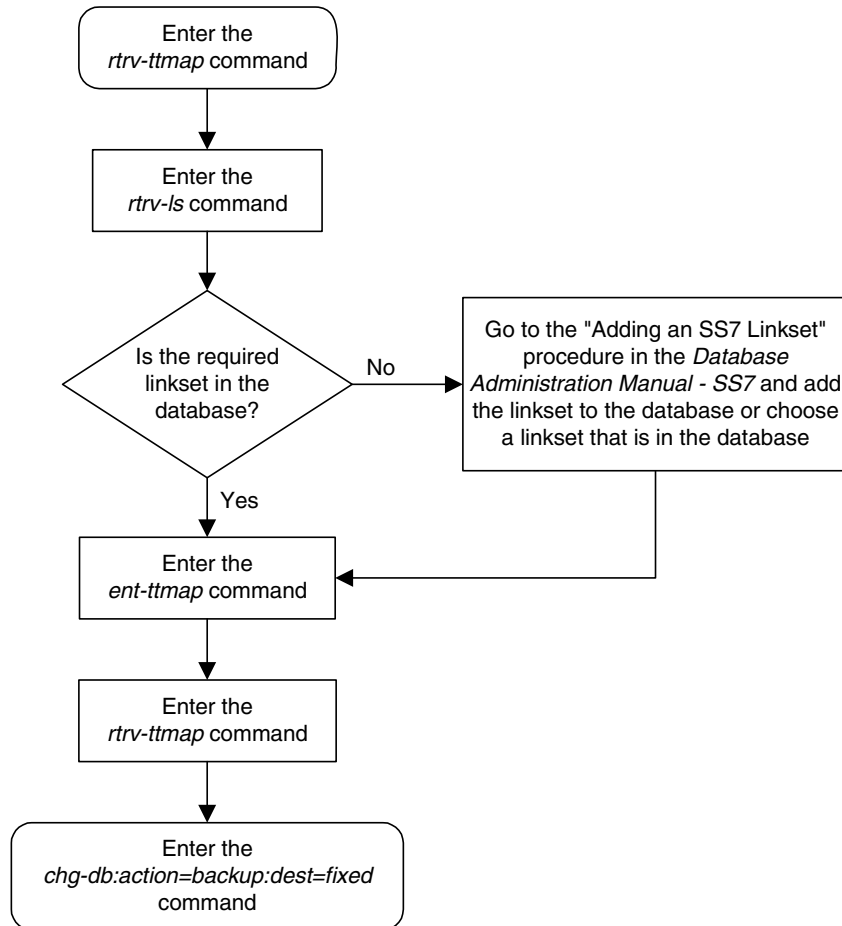 Enter the
rtrv-ttmap command
Enter the
rtrv-ls command
Is the required
linkset in the
database?
No
Go to the "Adding an SS7 Linkset"
procedure in the Database
Administration Manual - SS7 and add
the linkset to the database or choose
a linkset that is in the database
Yes
Enter the
ent-ttmap command
Enter the
rtrv-ttmap command
Enter the
chg-db:action=backup:dest=fixed
command